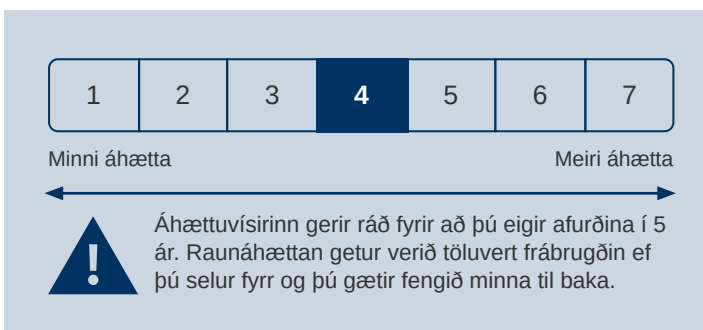 1 2 3 4 5 6 7
Minni áhætta Meiri áhætta
Áhættuvísirinn gerir ráð fyrir að þú eigir afurðina í 5
ár. Raunáhættan getur verið töluvert frábrugðin ef
þú selur fyrr og þú gætir fengið minna til baka.